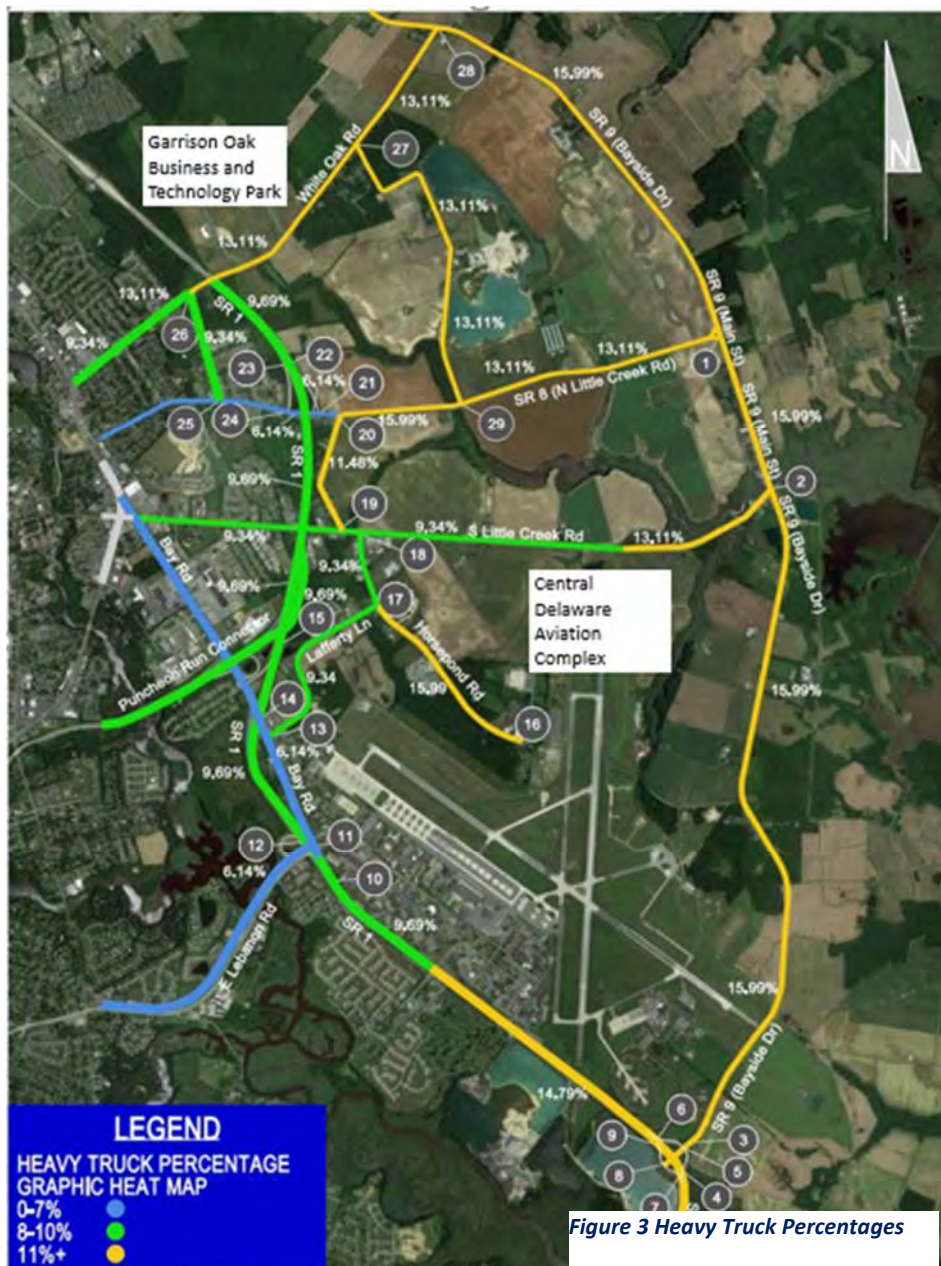 28
15.99%
13.11%
SR 9 (Bayside Dr)
Garrison Oak
Business and
Technology Park
27
White Oak Rd
N
13.11%
13.11%
13.11%
9.69%
SR 1
SR 9 (Main St)
13.11%
26
9.34%
9.34%
22
23
6.14%
21
13.11%
13.11%
SR 8 (N Little Creek Rd)
1
25
24
6.14%
20
15.99%
29
15.99%
SR 9 (Main St)
SR 1
11.48%
9.69%
2
19
9.34%
9.34%
S Little Creek Rd
13.11%
SR 9 (Bayside Dr)
18
Bay Rd
9.34%
9.69%
9.69%
17
Central
Delaware
Aviation
Complex
15
Puncheon Run Connector
Lafferty Ln
Horsepond Rd
9.34
15.99
15.99%
14
16
13
SR 1
6.14%
9.69%
Bay Rd
12
11
6.14%
10
E Lebanga Rd
SR 1
9.69%
15.99%
SR 9 (Bayside Dr)
14.79%
6
9
3
8
5
4
7
S
LEGEND
HEAVY TRUCK PERCENTAGE
GRAPHIC HEAT MAP
0-7%
8-10%
11%+
Figure 3 Heavy Truck Percentages